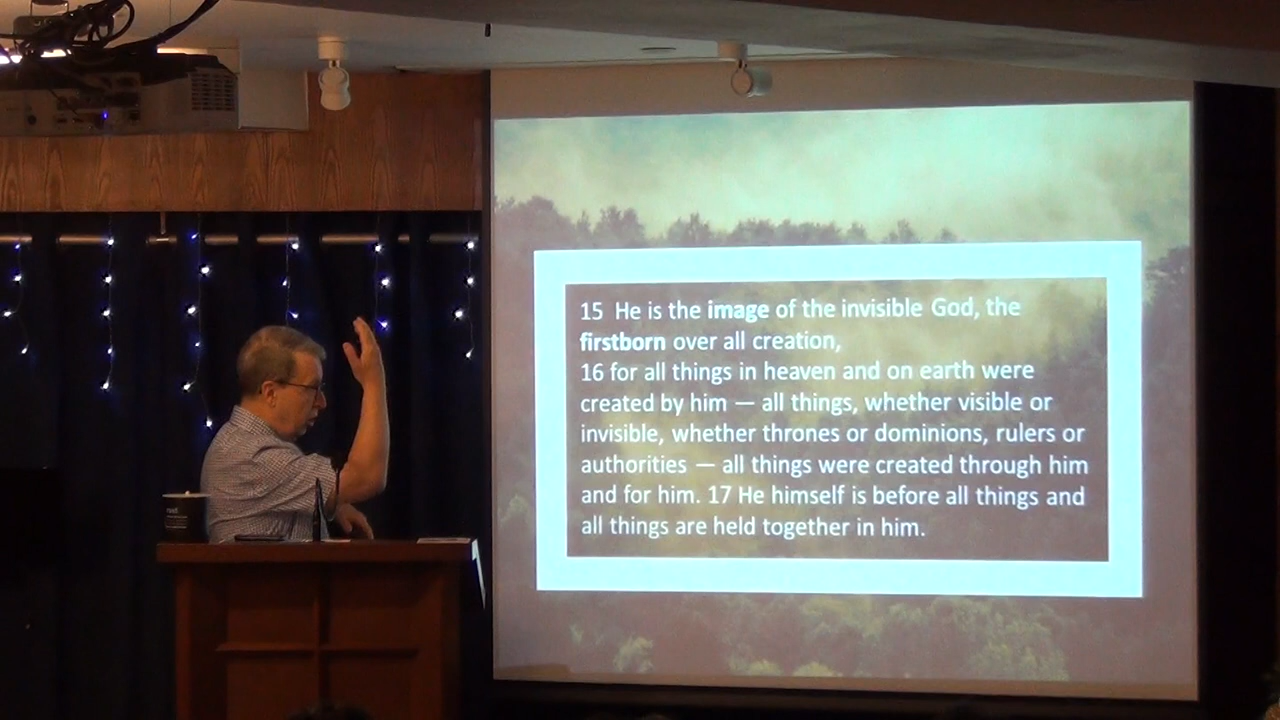 15 He is the image of the invisible God, the
firstborn over all creation,
16 for all things in heaven and on earth were
created by him — all things, whether visible or
invisible, whether thrones or dominions, rulers or
authorities — all things were created through him
and for him. 17 He himself is before all things and
all things are held together in him.